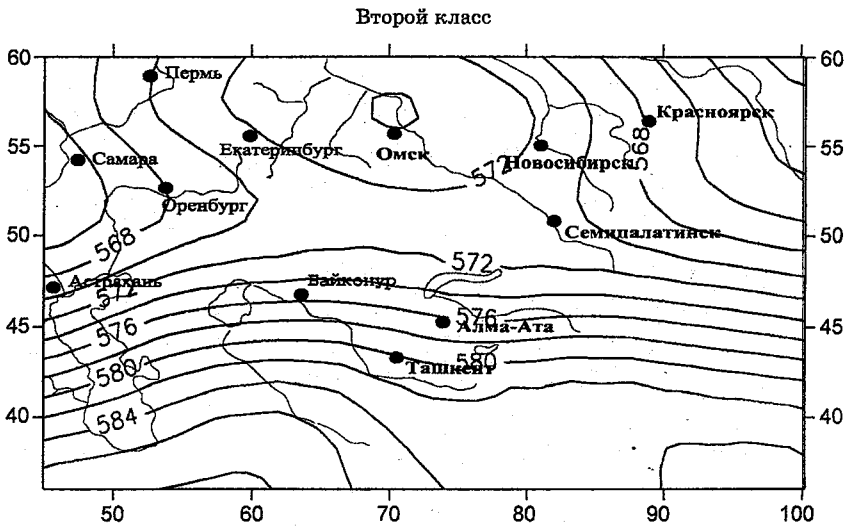 Второй класс
60 60
Пермь
Красноярск
55 55
Самара
Екатеринбург
Омск
Новосибирск
568
572
Оренбург
50 50
Семипалатинск
568
572
Астрахань
572
Байконур
45 45
576
576
Алма-Ата
580
580
Ташкент
40 40
584
50 60 70 80 90 100